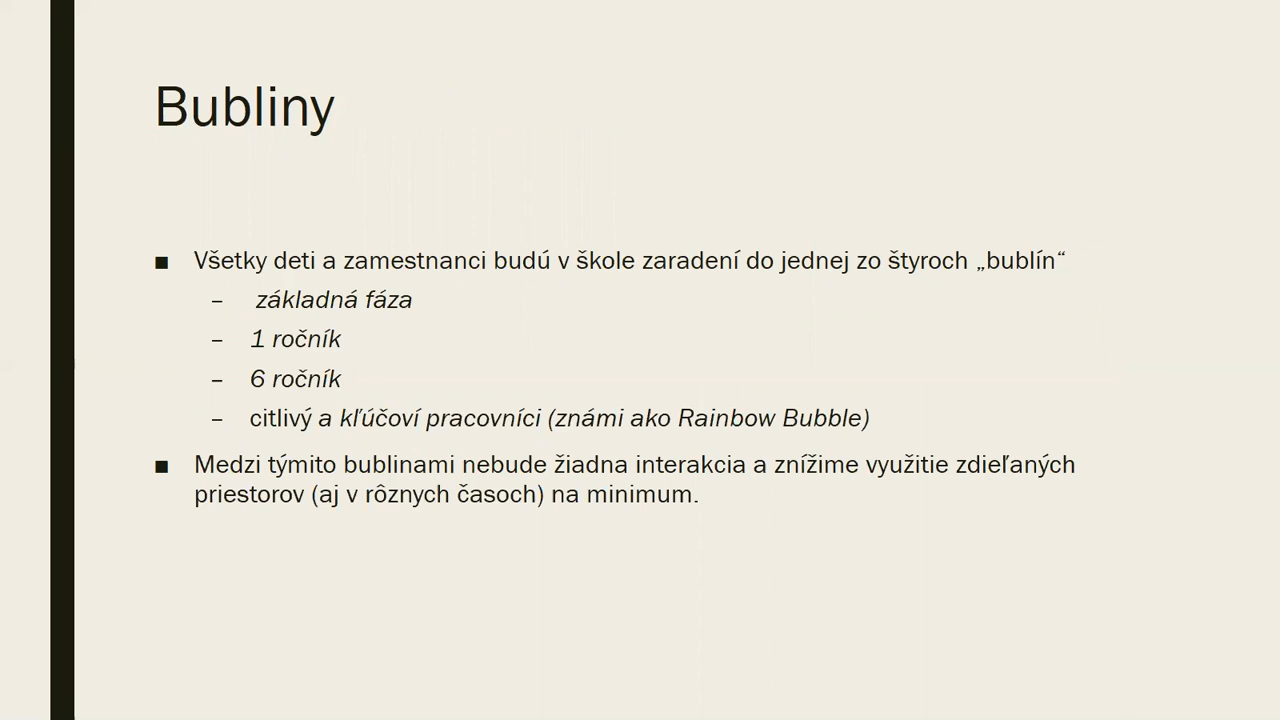 Bubliny
■ Všetky deti a zamestnanci budú v škole zaradení do jednej zo štyroch „bublín“
– základná fáza
– 1 ročník
– 6 ročník
– citlivý a kľúčoví pracovníci (známi ako Rainbow Bubble)
■ Medzi týmito bublinami nebude žiadna interakcia a znížime využitie zdieľaných
priestorov (aj v rôznych časoch) na minimum.